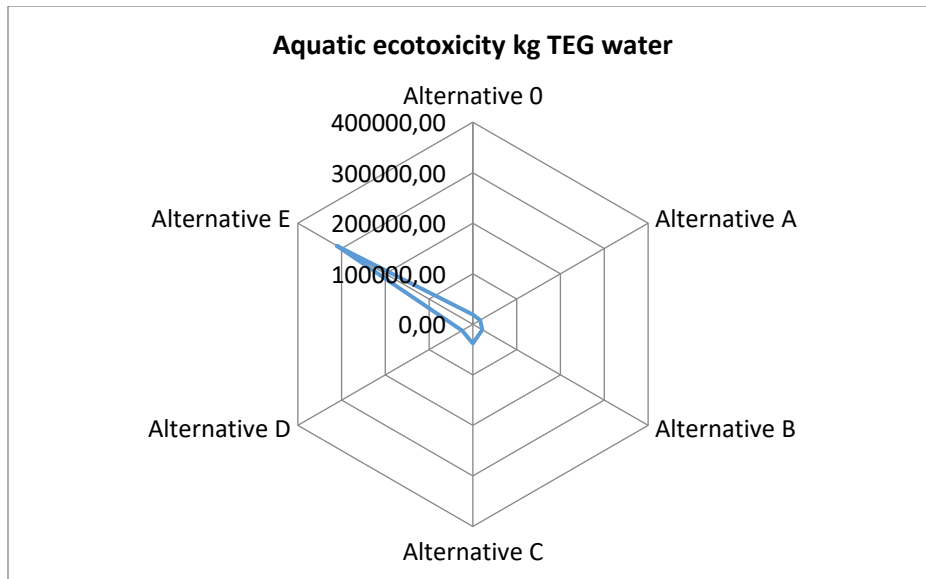 Aquatic ecotoxicity kg TEG water
Alternative 0
400000,00
300000,00
Alternative E
Alternative A
200000,00
100000,00
0,00
Alternative D
Alternative B
Alternative C